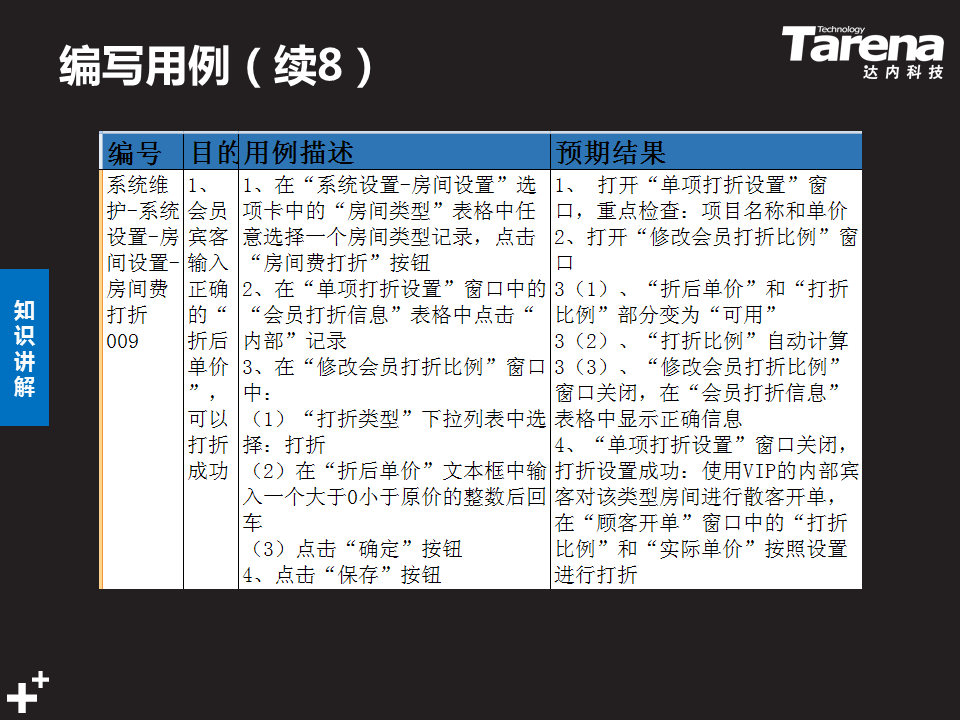 编写用例（续8）
Technology
Tarena
达内科技
知识讲解
编号
目的
用例描述
预期结果
系统维
护-系统
设置-房
间设置-
房间费
打折
009
1、
会员
宾客
输入
正确
的“
折后
单价
”，
可以
打折
成功
1、在“系统设置-房间设置”选
项卡中的“房间类型”表格中任
意选择一个房间类型记录，点击
“房间费打折”按钮
2、在“单项打折设置”窗口中的
“会员打折信息”表格中点击“
内部”记录
3、在“修改会员打折比例”窗口
中：
（1）“打折类型”下拉列表中选
择：打折
（2）在“折后单价”文本框中输
入一个大于0小于原价的整数后回
车
（3）点击“确定”按钮
4、点击“保存”按钮
1、 打开“单项打折设置”窗
口，重点检查：项目名称和单价
2、打开“修改会员打折比例”窗
口
3（1）、“折后单价”和“打折
比例”部分变为“可用”
3（2）、“打折比例”自动计算
3（3）、“修改会员打折比例”
窗口关闭，在“会员打折信息”
表格中显示正确信息
4、“单项打折设置”窗口关闭，
打折设置成功：使用VIP的内部宾
客对该类型房间进行散客开单，
在“顾客开单”窗口中的“打折
比例”和“实际单价”按照设置
进行打折